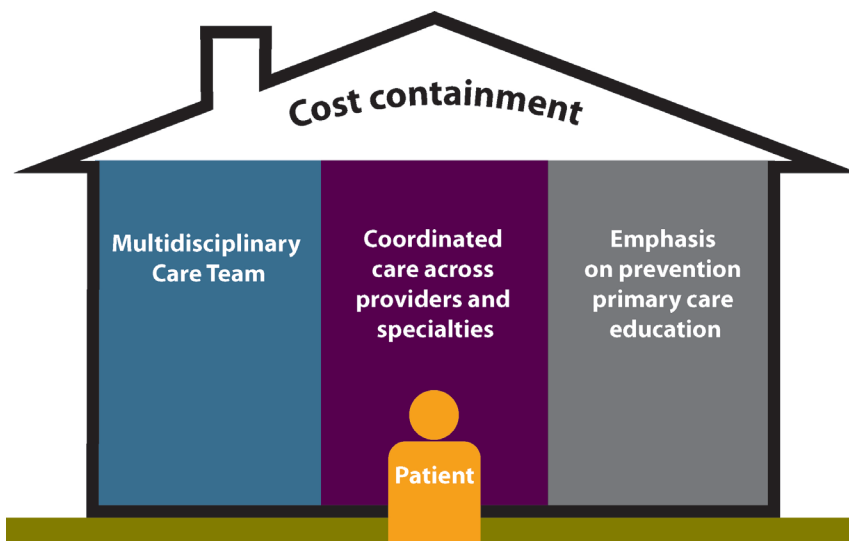 Cost containment
Multidisciplinary
Care Team
Coordinated
care across
providers and
specialties
Emphasis
on prevention
primary care
education
Patient